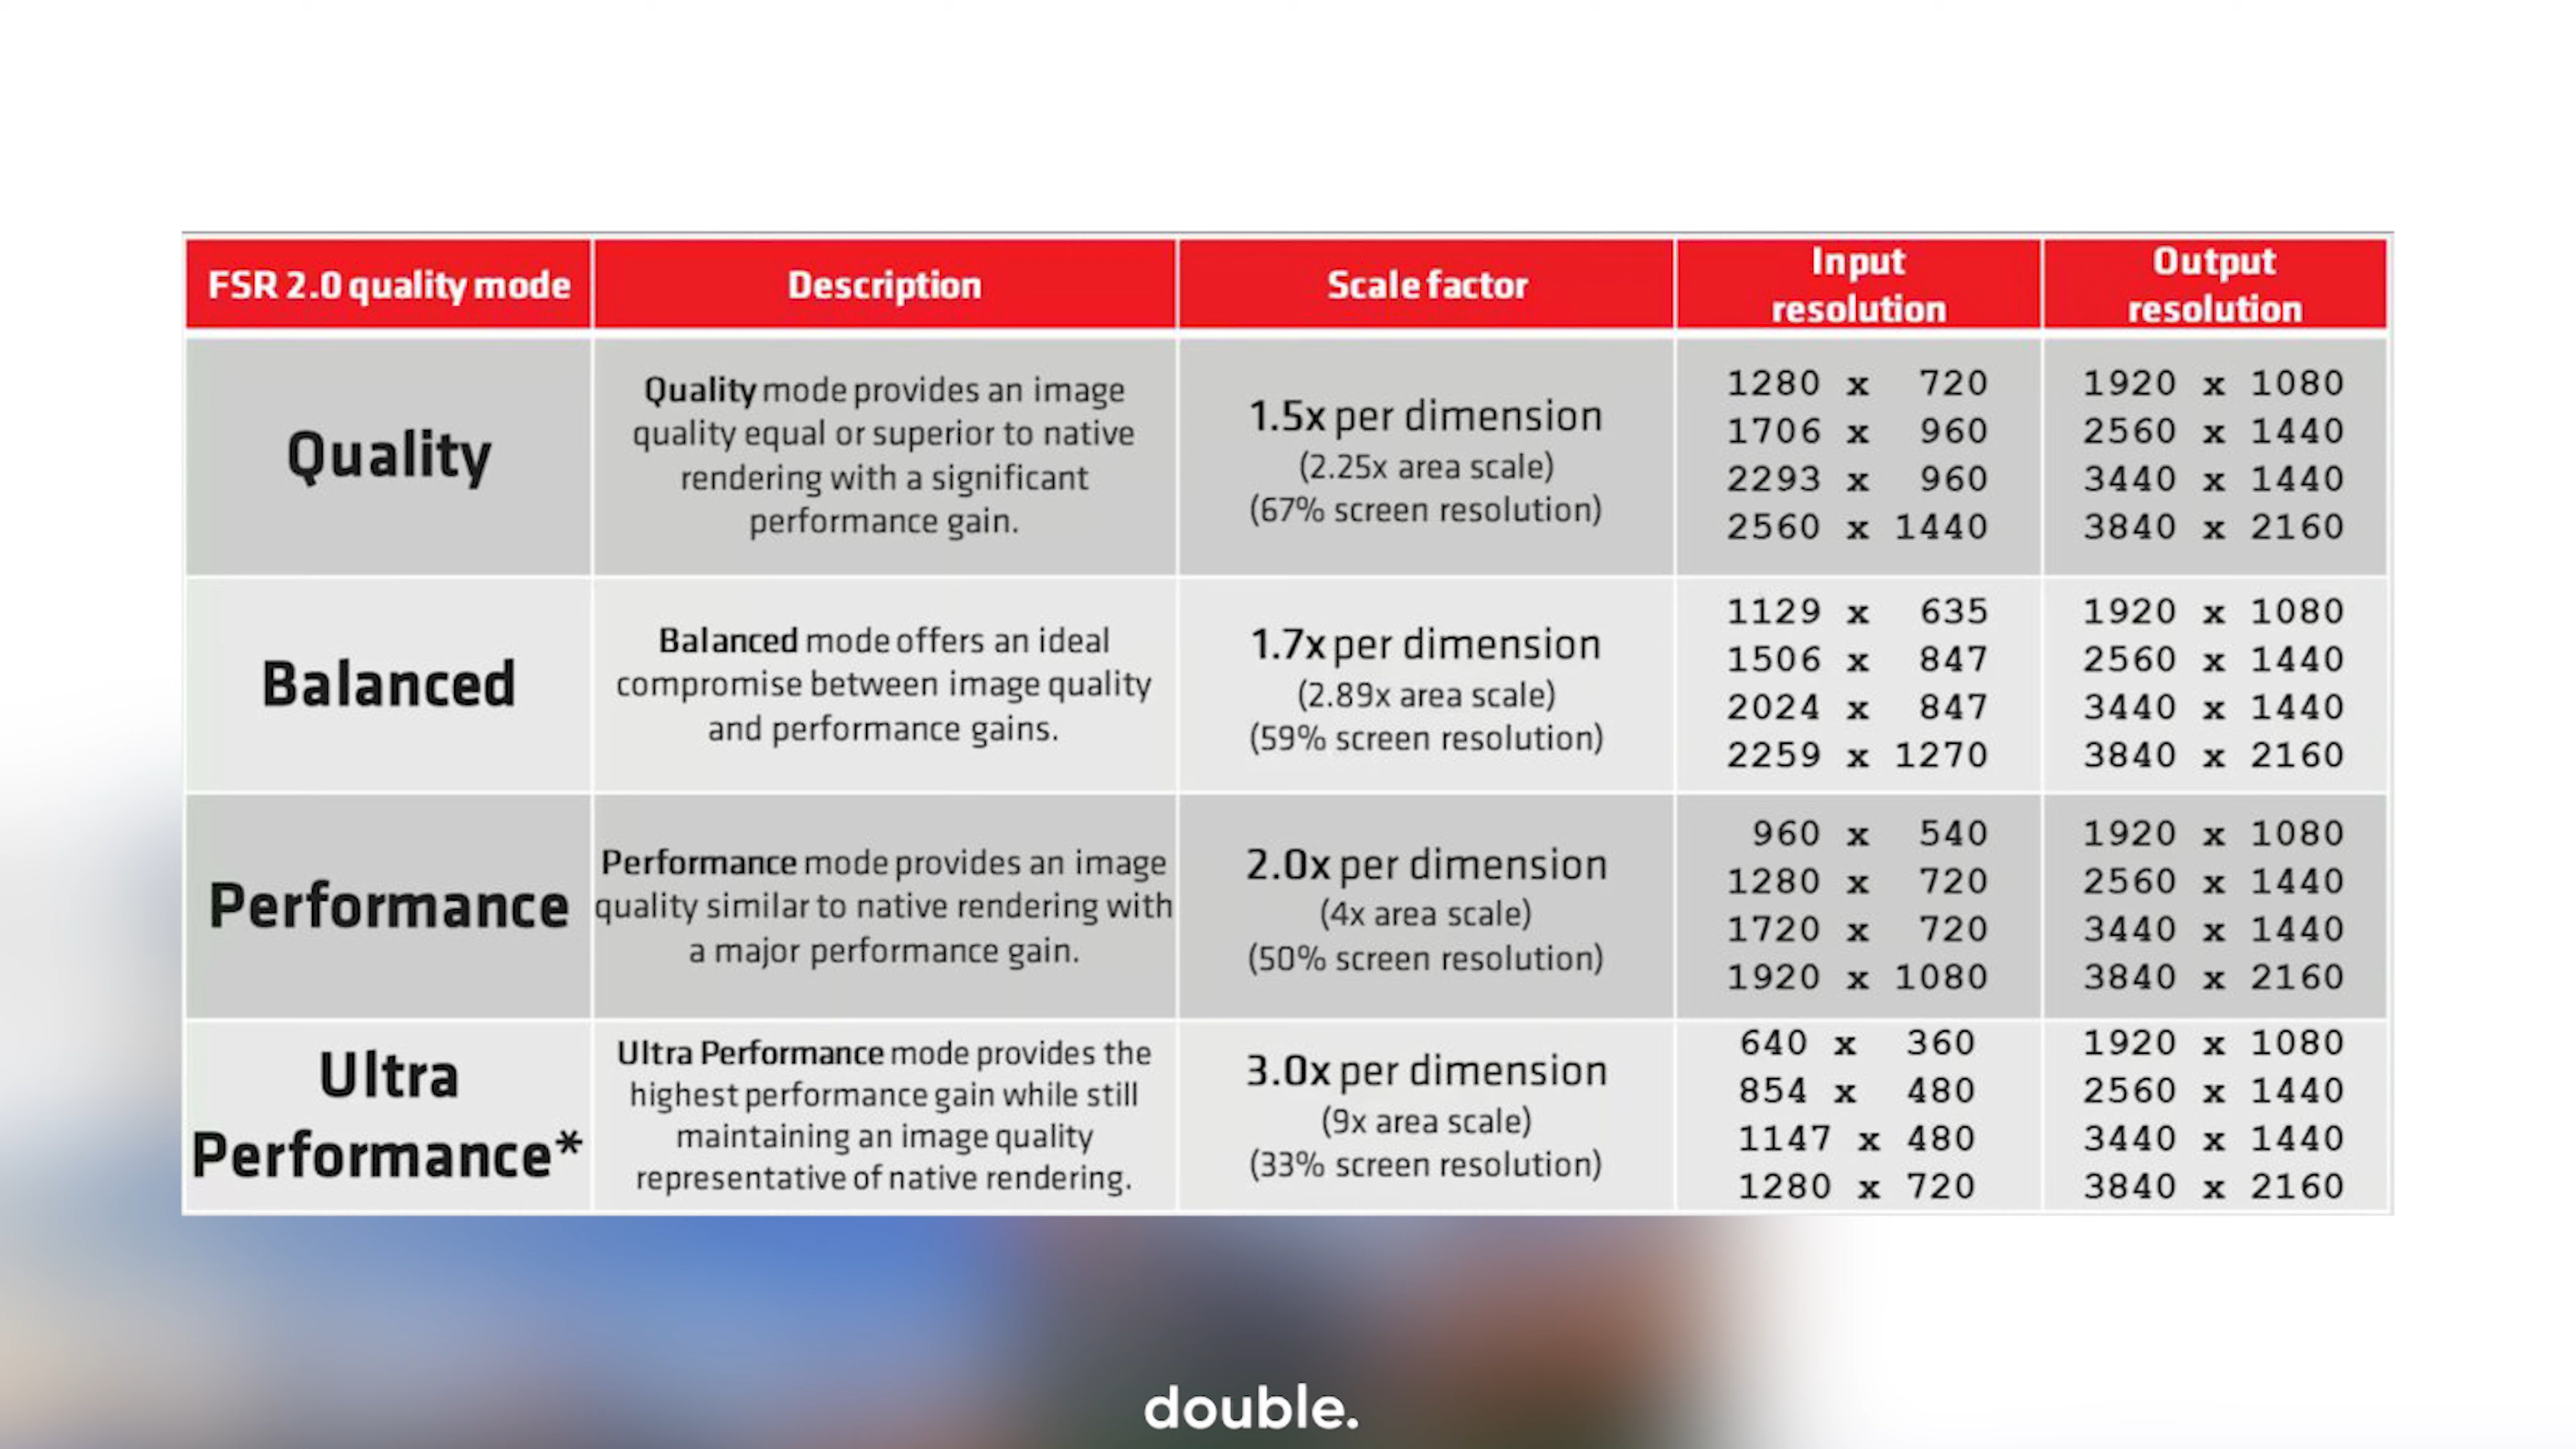 FSR 2.0 quality mode
Description
Scale factor
Input
resolution
Output
resolution
Quality
Quality mode provides an image
quality equal or superior to native
rendering with a significant
performance gain.
1.5x per dimension
(2.25x area scale)
(67% screen resolution)
1280 x 720
1706 x 960
2293 x 960
2560 x 1440
1920 x 1080
2560 x 1440
3440 x 1440
3840 x 2160
Balanced
Balanced mode offers an ideal
compromise between image quality
and performance gains.
1.7x per dimension
(2.89x area scale)
(59% screen resolution)
1129 x 635
1506 x 847
2024 x 847
2259 x 1270
1920 x 1080
2560 x 1440
3440 x 1440
3840 x 2160
Performance
Performance mode provides an image
quality similar to native rendering with
a major performance gain.
2.0x per dimension
(4x area scale)
(50% screen resolution)
960 x 540
1280 x 720
1720 x 720
1920 x 1080
1920 x 1080
2560 x 1440
3440 x 1440
3840 x 2160
Ultra
Performance*
Ultra Performance mode provides the
highest performance gain while still
maintaining an image quality
representative of native rendering.
3.0x per dimension
(9x area scale)
(33% screen resolution)
640 x 360
854 x 480
1147 x 480
1280 x 720
1920 x 1080
2560 x 1440
3440 x 1440
3840 x 2160
double.